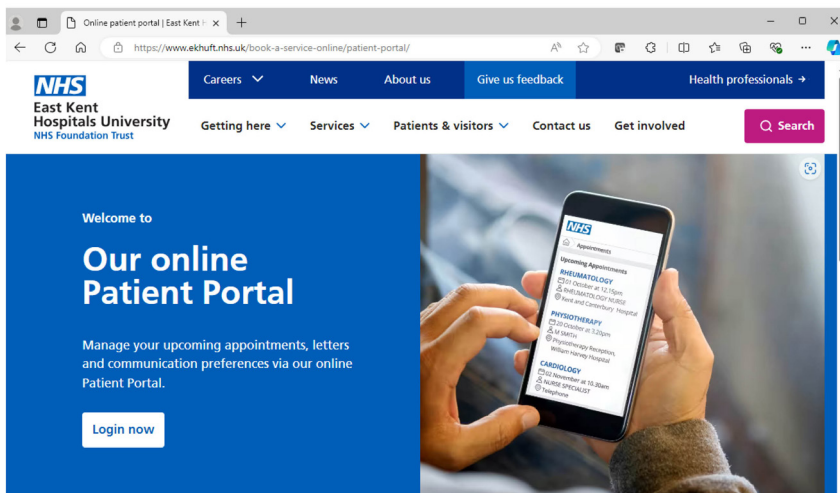 Online patient portal | East Kent H
https://www.ekhuft.nhs.uk/book-a-service-online/patient-portal/
NHS
East Kent
Hospitals University
NHS Foundation Trust
Careers
News
About us
Give us feedback
Health professionals →
Getting here
Services
Patients & visitors
Contact us
Get involved
Search
Welcome to
Our online
Patient Portal
Manage your upcoming appointments, letters
and communication preferences via our online
Patient Portal.
Login now
NHS
Appointments
Upcoming Appointments
RHEUMATOLOGY
01 October at 12.15pm
RHEUMATOLOGY NURSE
Kent and Canterbury Hospital
PHYSIOTHERAPY
20 October at 3.20pm
M SMITH
Physiotherapy Reception,
William Harvey Hospital
CARDIOLOGY
02 November at 10.30am
NURSE SPECIALIST
Telephone